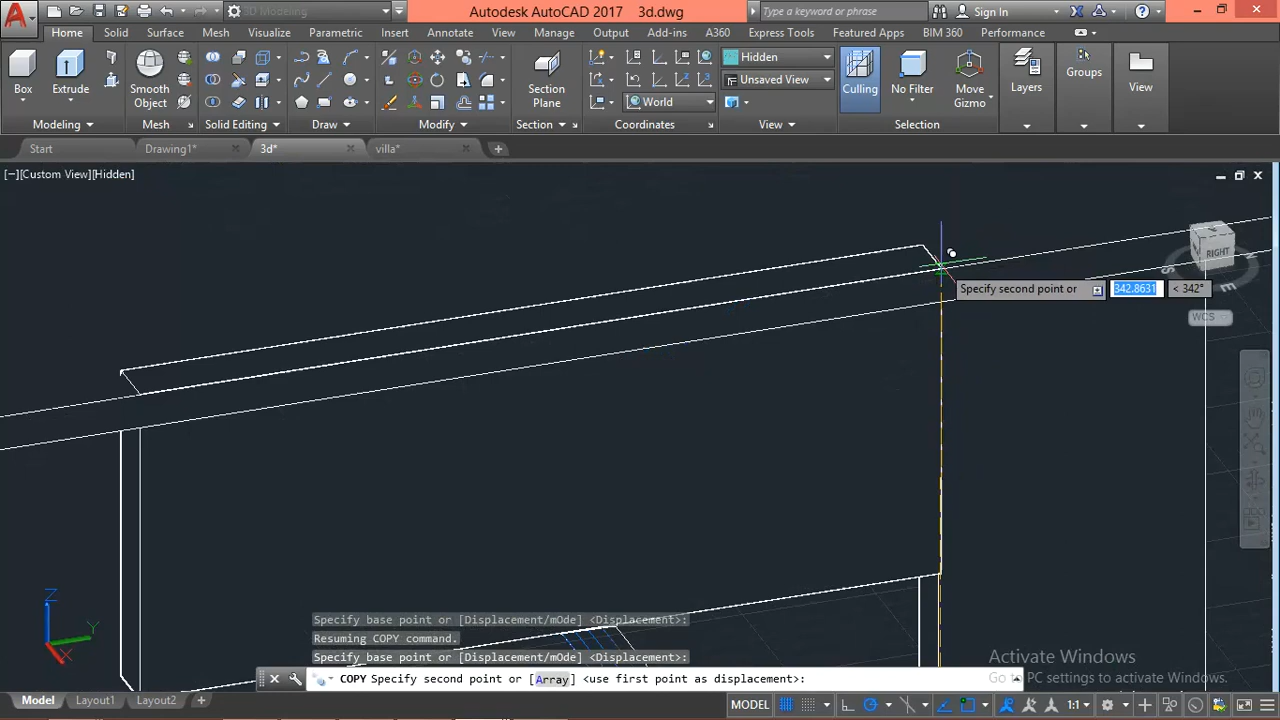 3D Modeling
Autodesk AutoCAD 2017 3d.dwg
Type a keyword or phrase
Sign In
Home
Solid
Surface
Mesh
Visualize
Parametric
Insert
Annotate
View
Manage
Output
Add-ins
A360
Express Tools
Featured Apps
BIM 360
Performance
Box
Extrude
Smooth
Object
Section
Plane
Hidden
Unsaved View
World
Culling
No Filter
Move
Gizmo
Layers
Groups
View
Modeling
Mesh
Solid Editing
Draw
Modify
Section
Coordinates
View
Selection
Start
Drawing1*
3d*
villa*
[−][Custom View][Hidden]
RIGHT
S
N
E
WCS
Specify second point or 342.8631 < 342°
Z
Y
X
Specify base point or [Displacement/mOde] <Displacement>:
Resuming COPY command.
Specify base point or [Displacement/mOde] <Displacement>:
COPY Specify second point or [Array] <use first point as displacement>:
Activate Windows
Go to PC settings to activate Windows.
Model
Layout1
Layout2
MODEL
1:1